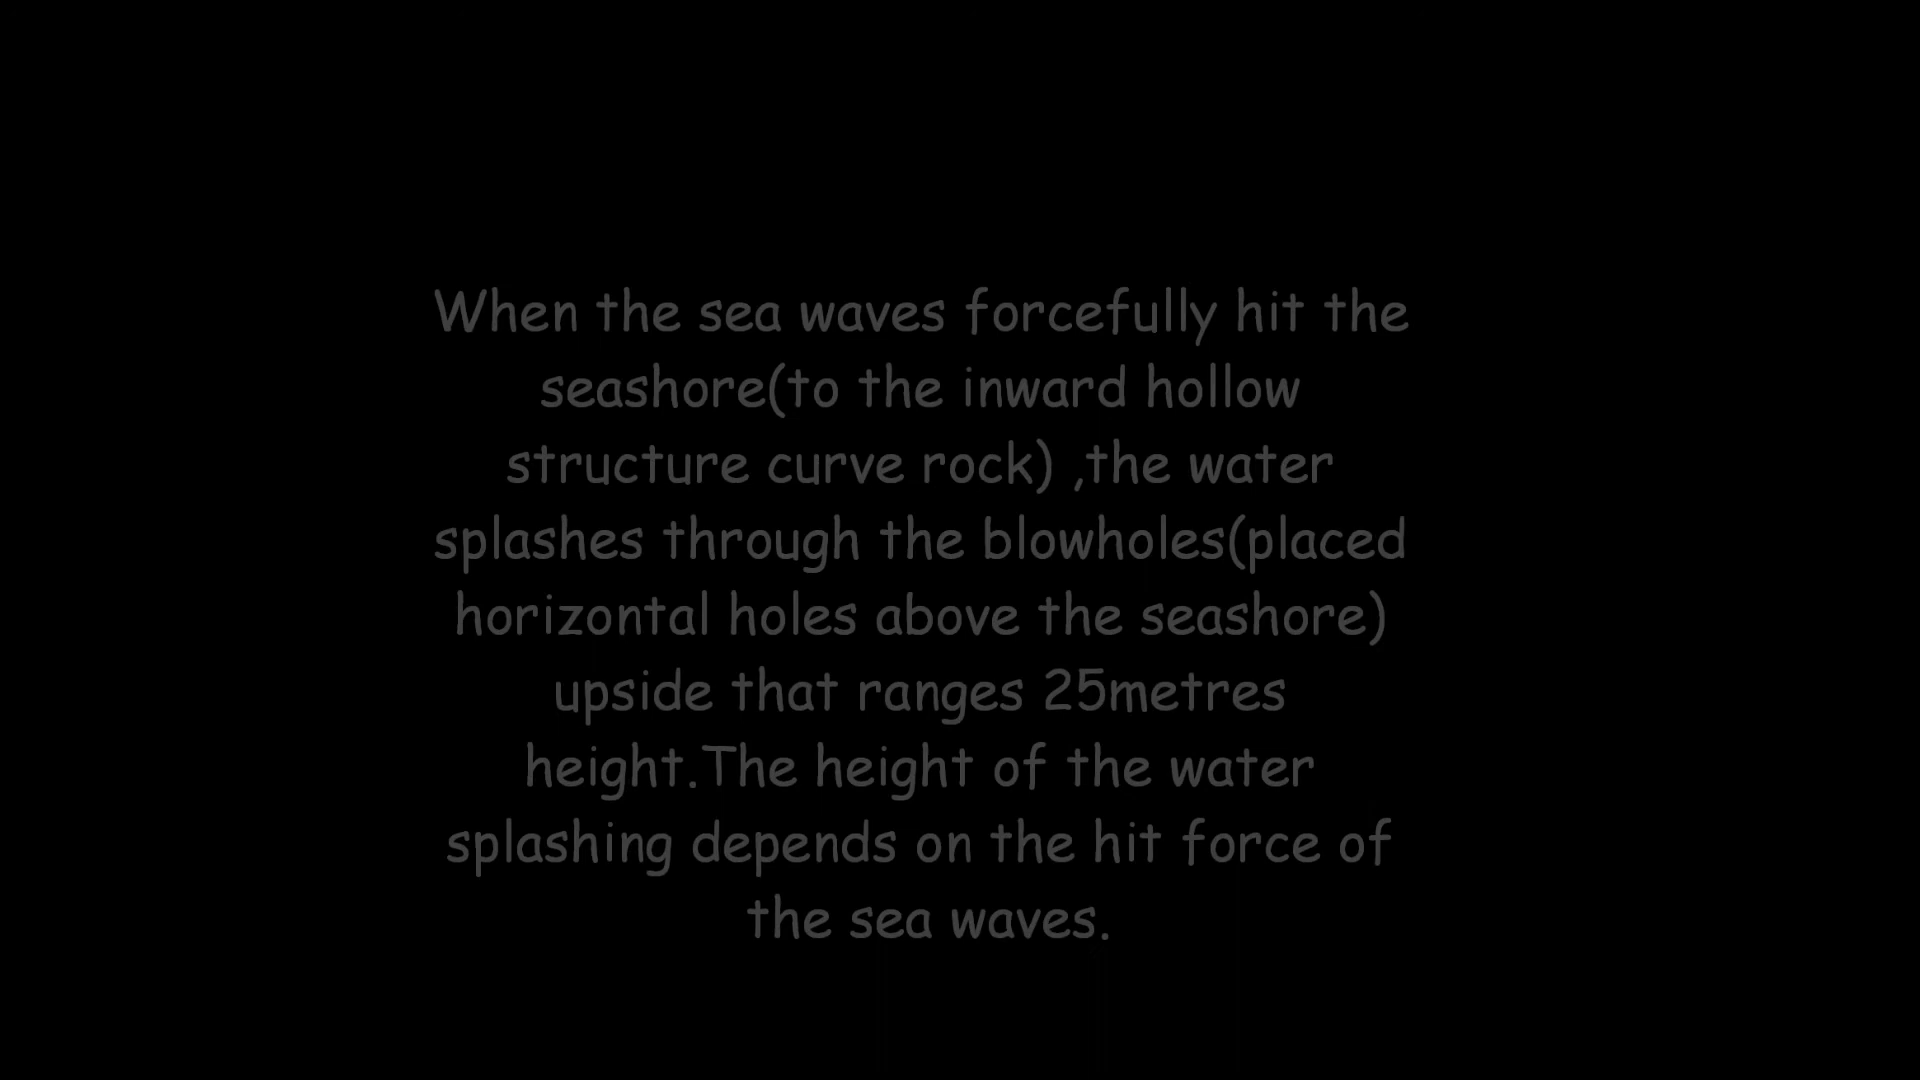 When the sea waves forcefully hit the
seashore(to the inward hollow
structure curve rock) ,the water
splashes through the blowholes(placed
horizontal holes above the seashore)
upside that ranges 25metres
height.The height of the water
splashing depends on the hit force of
the sea waves.